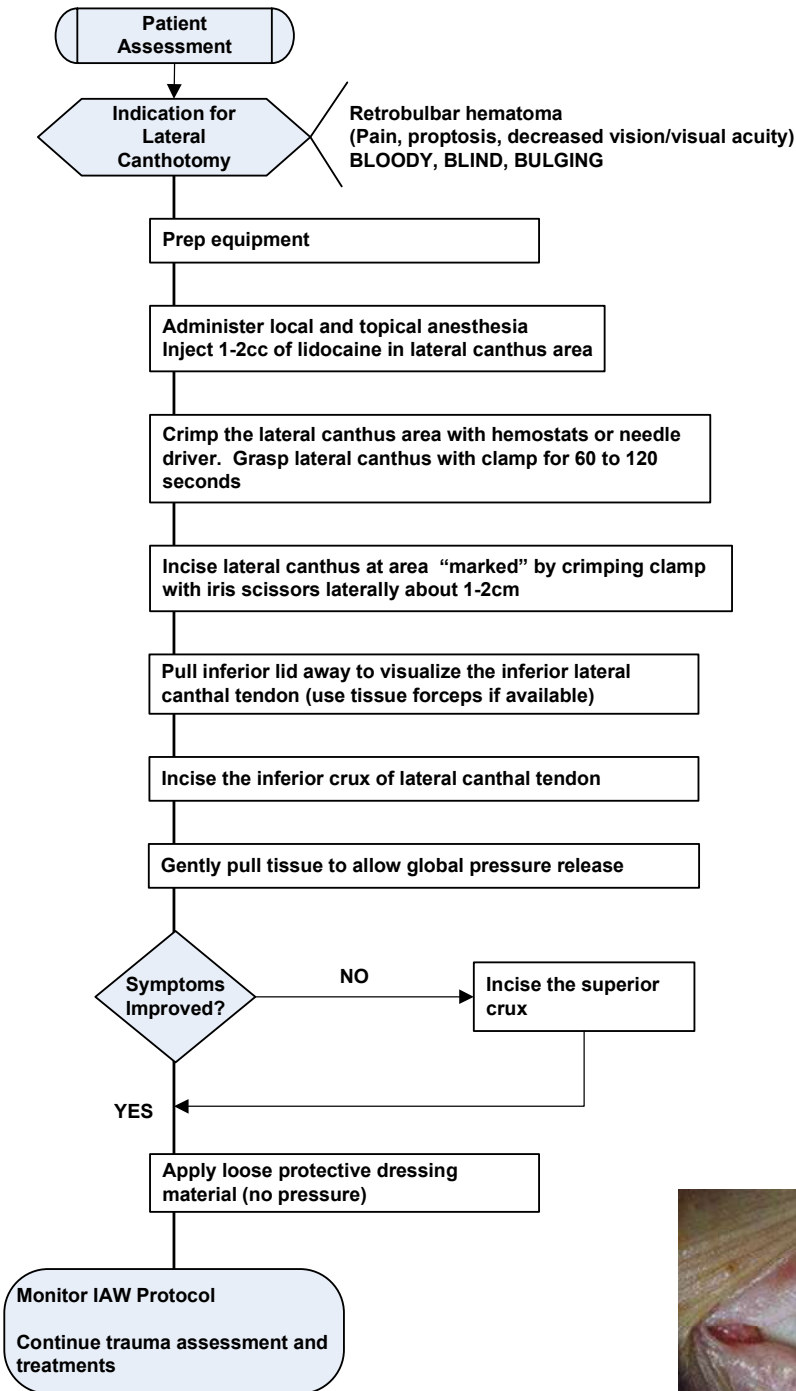 Patient
Assessment
Indication for
Lateral
Canthotomy
Retrobulbar hematoma
(Pain, proptosis, decreased vision/visual acuity)
BLOODY, BLIND, BULGING
Prep equipment
Administer local and topical anesthesia
Inject 1-2cc of lidocaine in lateral canthus area
Crimp the lateral canthus area with hemostats or needle
driver.  Grasp lateral canthus with clamp for 60 to 120
seconds
Incise lateral canthus at area  “marked” by crimping clamp
with iris scissors laterally about 1-2cm
Pull inferior lid away to visualize the inferior lateral
canthal tendon (use tissue forceps if available)
Incise the inferior crux of lateral canthal tendon
Gently pull tissue to allow global pressure release
Symptoms
Improved?
NO
Incise the superior
crux
YES
Apply loose protective dressing
material (no pressure)
Monitor IAW Protocol
Continue trauma assessment and
treatments